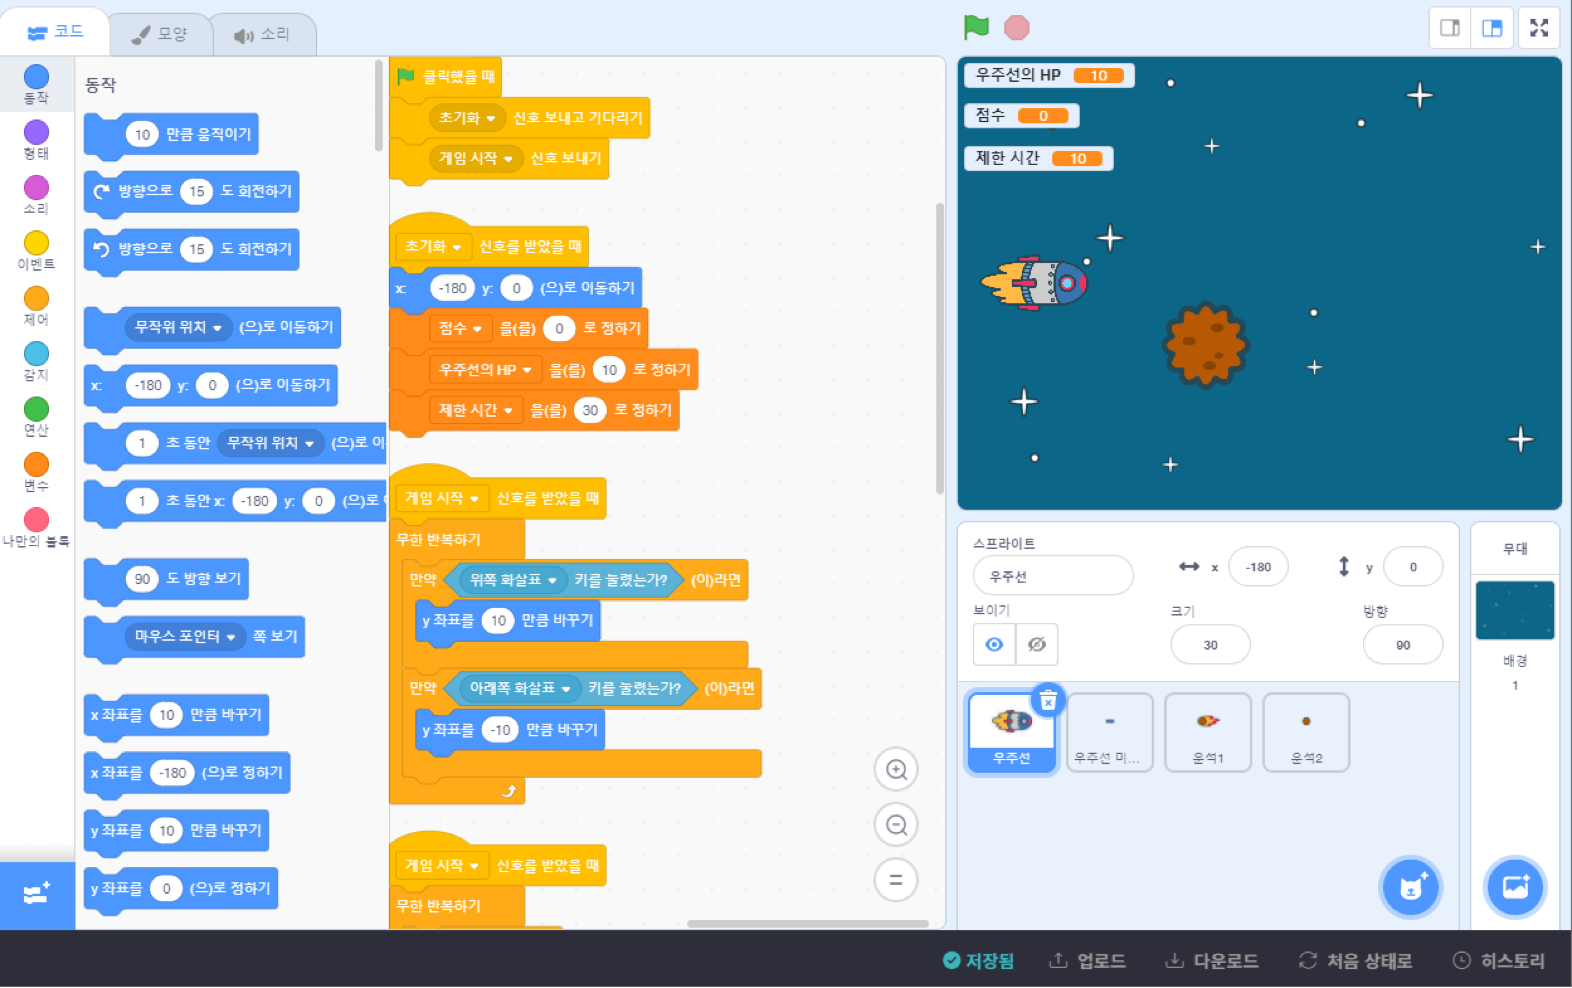 코드
모양
소리
동작
형태
소리
이벤트
제어
감지
연산
변수
나만의 블록
동작
10 만큼 움직이기
방향으로 15 도 회전하기
방향으로 15 도 회전하기
무작위 위치 (으)로 이동하기
x: -180 y: 0 (으)로 이동하기
1 초 동안 무작위 위치 (으)로 이
1 초 동안 x: -180 y: 0 (으)로
90 도 방향 보기
마우스 포인터 쪽 보기
x 좌표를 10 만큼 바꾸기
x 좌표를 -180 (으)로 정하기
y 좌표를 10 만큼 바꾸기
y 좌표를 0 (으)로 정하기
클릭했을 때
초기화 신호 보내고 기다리기
게임 시작 신호 보내기
초기화 신호를 받았을 때
x: -180 y: 0 (으)로 이동하기
점수 을(를) 0 로 정하기
우주선의 HP 을(를) 10 로 정하기
제한 시간 을(를) 30 로 정하기
게임 시작 신호를 받았을 때
무한 반복하기
만약 위쪽 화살표 키를 눌렀는가? (이)라면
y 좌표를 10 만큼 바꾸기
만약 아래쪽 화살표 키를 눌렀는가? (이)라면
y 좌표를 -10 만큼 바꾸기
게임 시작 신호를 받았을 때
무한 반복하기
우주선의 HP 10
점수 0
제한 시간 10
스프라이트
우주선
x -180
y 0
보이기
크기
30
방향
90
우주선
우주선 미...
운석1
운석2
무대
배경
1
저장됨
업로드
다운로드
처음 상태로
히스토리